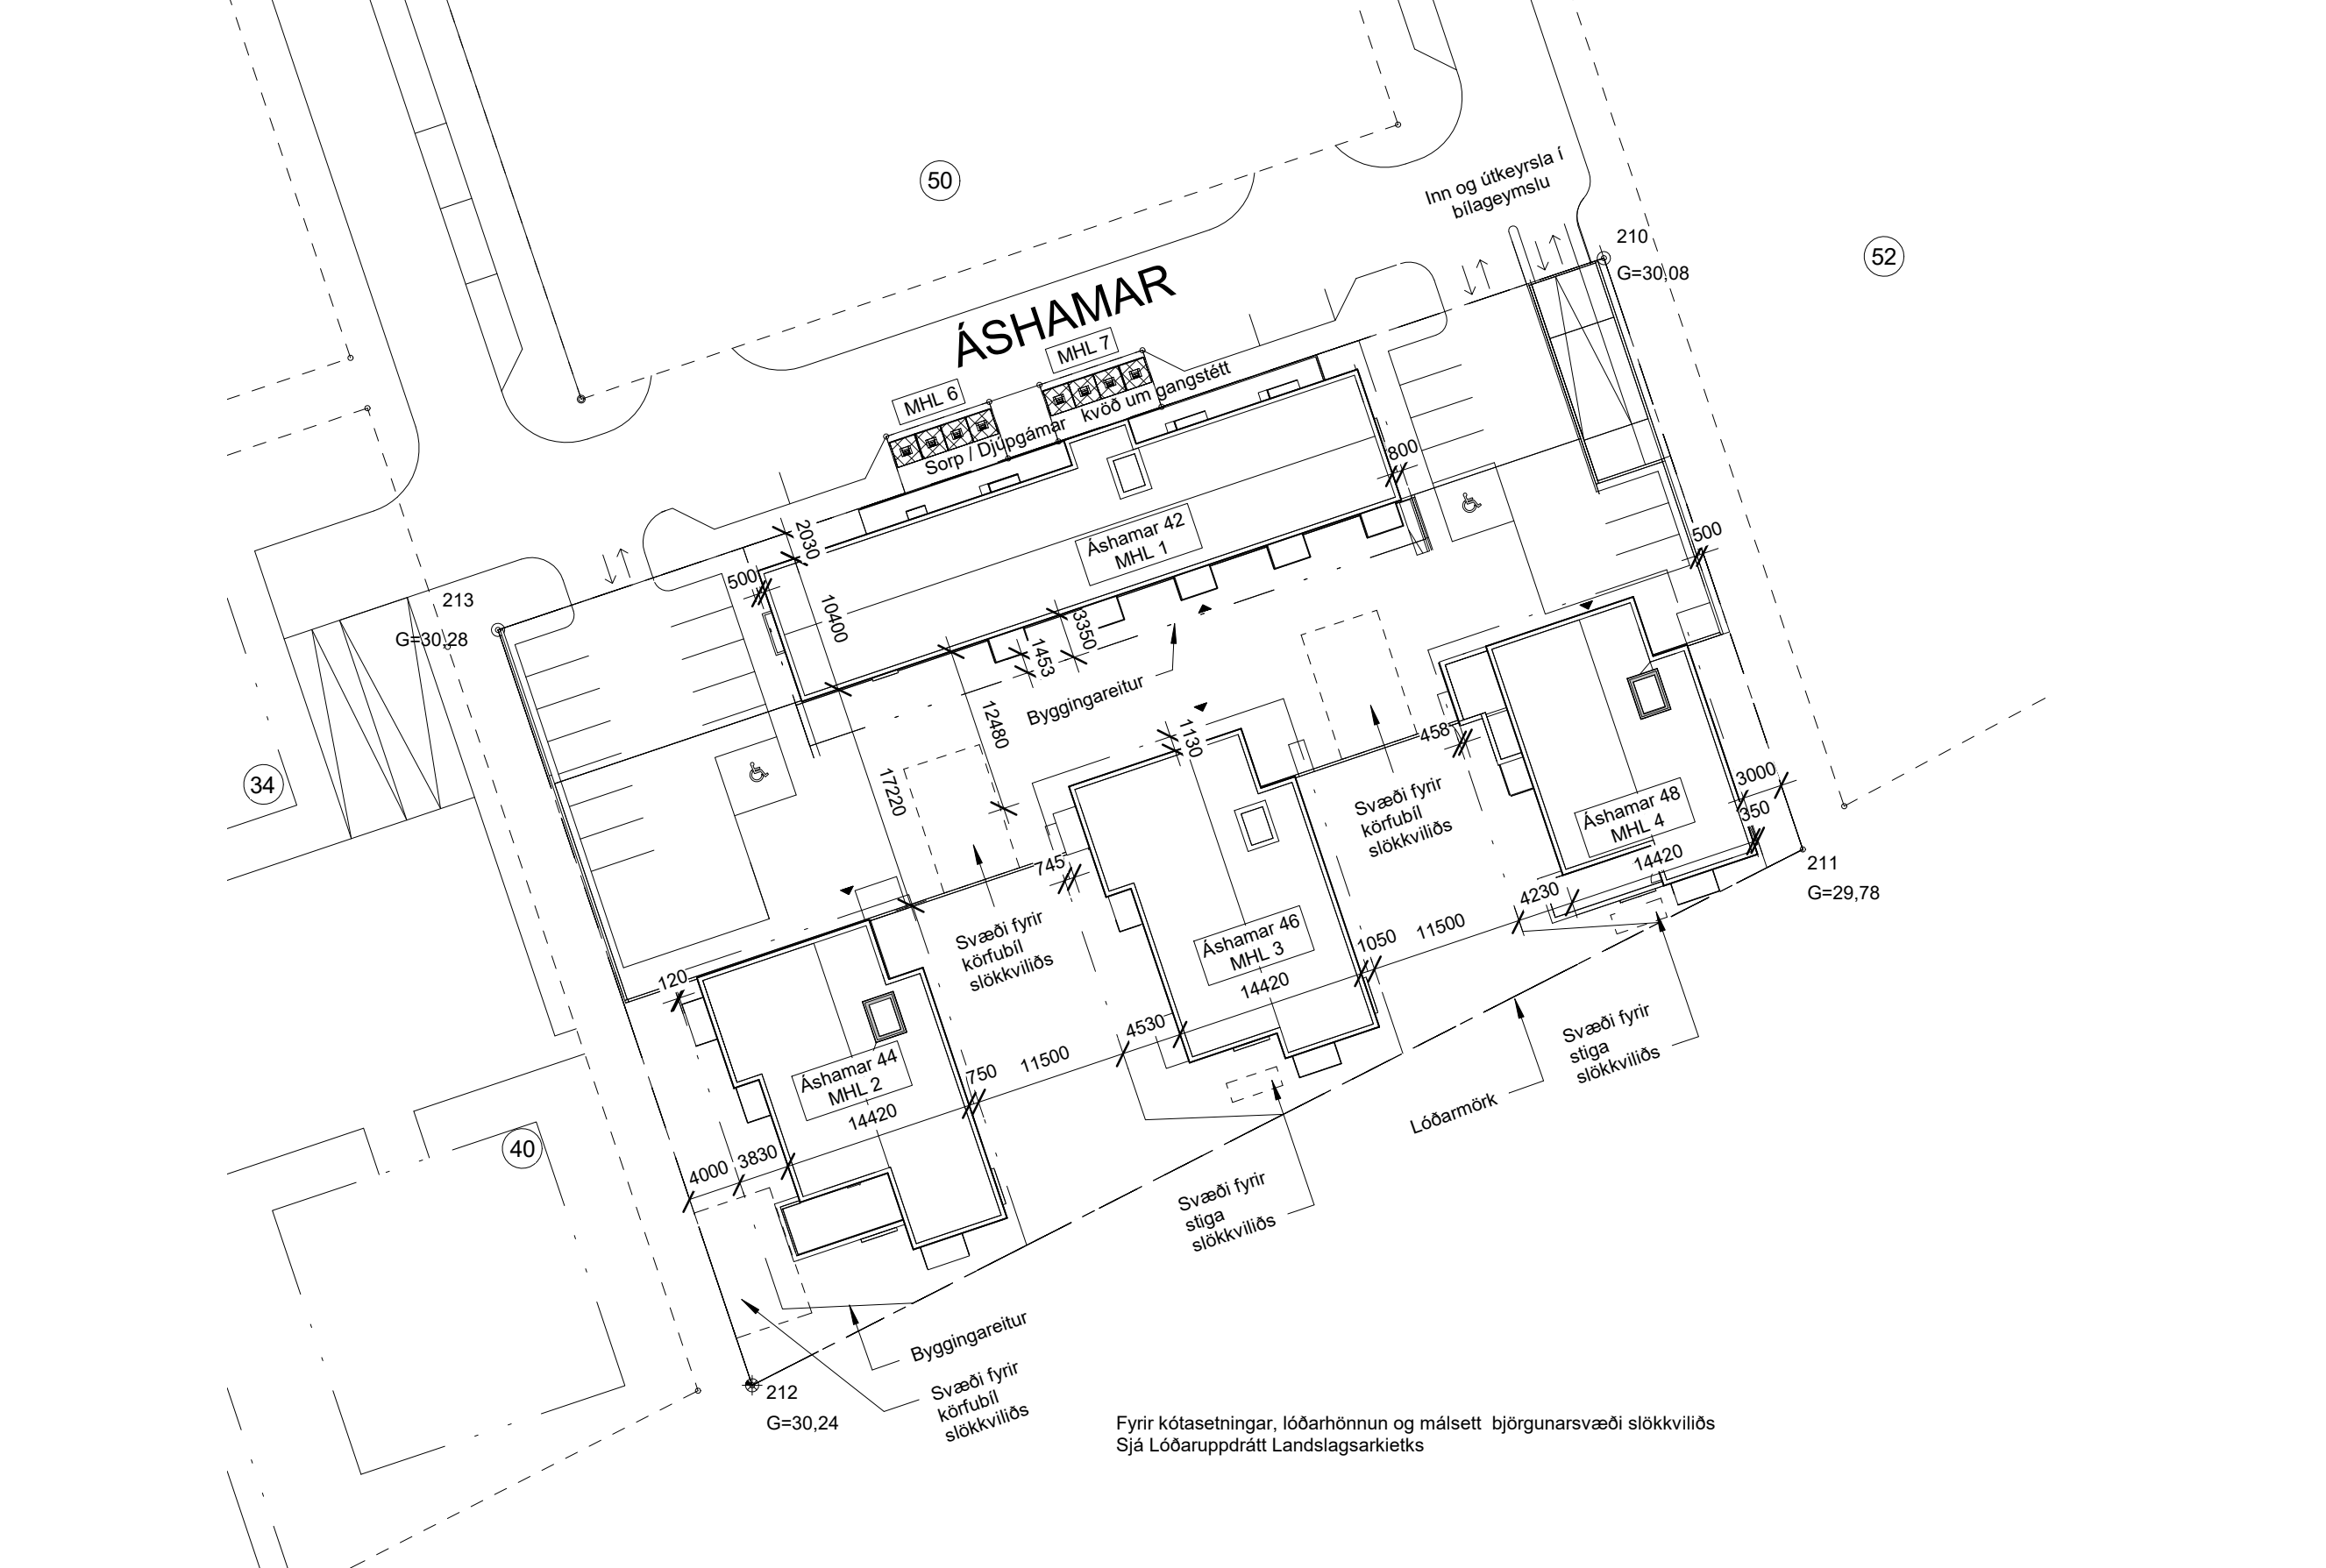 50
Inn og útkeyrsla í
bílageymslu
210
G=30,08
52
ÁSHAMAR
MHL 7
MHL 6
kvöð um gangstétt
Sorp / Djúpgámar
800
Áshamar 42
MHL 1
2030
500
10400
500
213
G=30,28
3350
1453
Byggingareitur
12480
1130
458
17220
34
Svæði fyrir
körfubíl
slökkviliðs
Áshamar 48
MHL 4
3000
350
14420
211
G=29,78
745
4230
11500
1050
Áshamar 46
MHL 3
14420
Svæði fyrir
körfubíl
slökkviliðs
120
4530
11500
750
Áshamar 44
MHL 2
14420
3830
4000
40
Svæði fyrir
stiga
slökkviliðs
Lóðarmörk
Svæði fyrir
stiga
slökkviliðs
Byggingareitur
Svæði fyrir
körfubíl
slökkviliðs
212
G=30,24
Fyrir kótasetningar, lóðarhönnun og málsett  björgunarsvæði slökkviliðs
Sjá Lóðaruppdrátt Landslagsarkietks